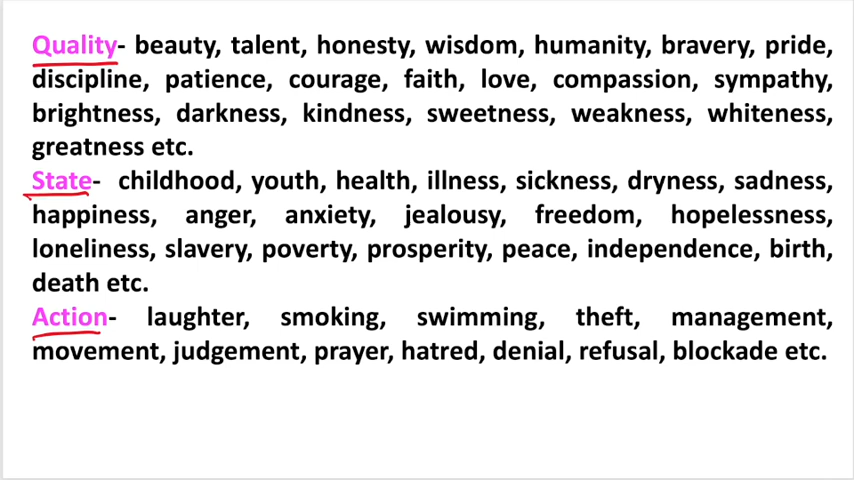 Quality- beauty, talent, honesty, wisdom, humanity, bravery, pride,
discipline, patience, courage, faith, love, compassion, sympathy,
brightness, darkness, kindness, sweetness, weakness, whiteness,
greatness etc.
State- childhood, youth, health, illness, sickness, dryness, sadness,
happiness, anger, anxiety, jealousy, freedom, hopelessness,
loneliness, slavery, poverty, prosperity, peace, independence, birth,
death etc.
Action- laughter, smoking, swimming, theft, management,
movement, judgement, prayer, hatred, denial, refusal, blockade etc.